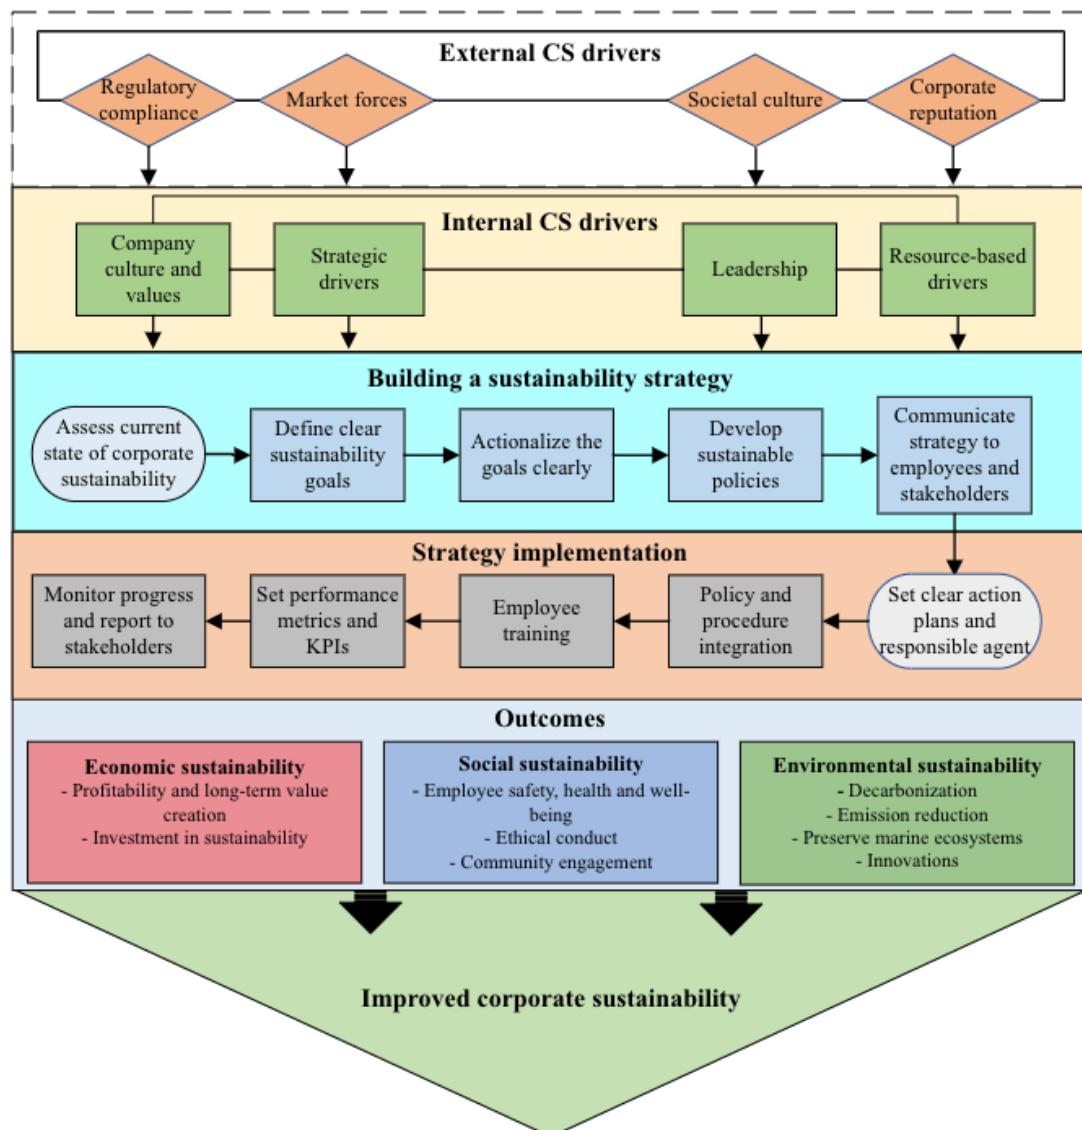 External CS drivers
Regulatory
compliance
Market forces
Societal culture
Corporate
reputation
Internal CS drivers
Company
culture and
values
Strategic
drivers
Leadership
Resource-based
drivers
Building a sustainability strategy
Assess current
state of corporate
sustainability
Define clear
sustainability
goals
Actionalize the
goals clearly
Develop
sustainable
policies
Communicate
strategy to
employees and
stakeholders
Strategy implementation
Monitor progress
and report to
stakeholders
Set performance
metrics and
KPIs
Employee
training
Policy and
procedure
integration
Set clear action
plans and
responsible agent
Outcomes
Economic sustainability
- Profitability and long-term value
creation
- Investment in sustainability
Social sustainability
- Employee safety, health and well-
being
- Ethical conduct
- Community engagement
Environmental sustainability
- Decarbonization
- Emission reduction
- Preserve marine ecosystems
- Innovations
Improved corporate sustainability